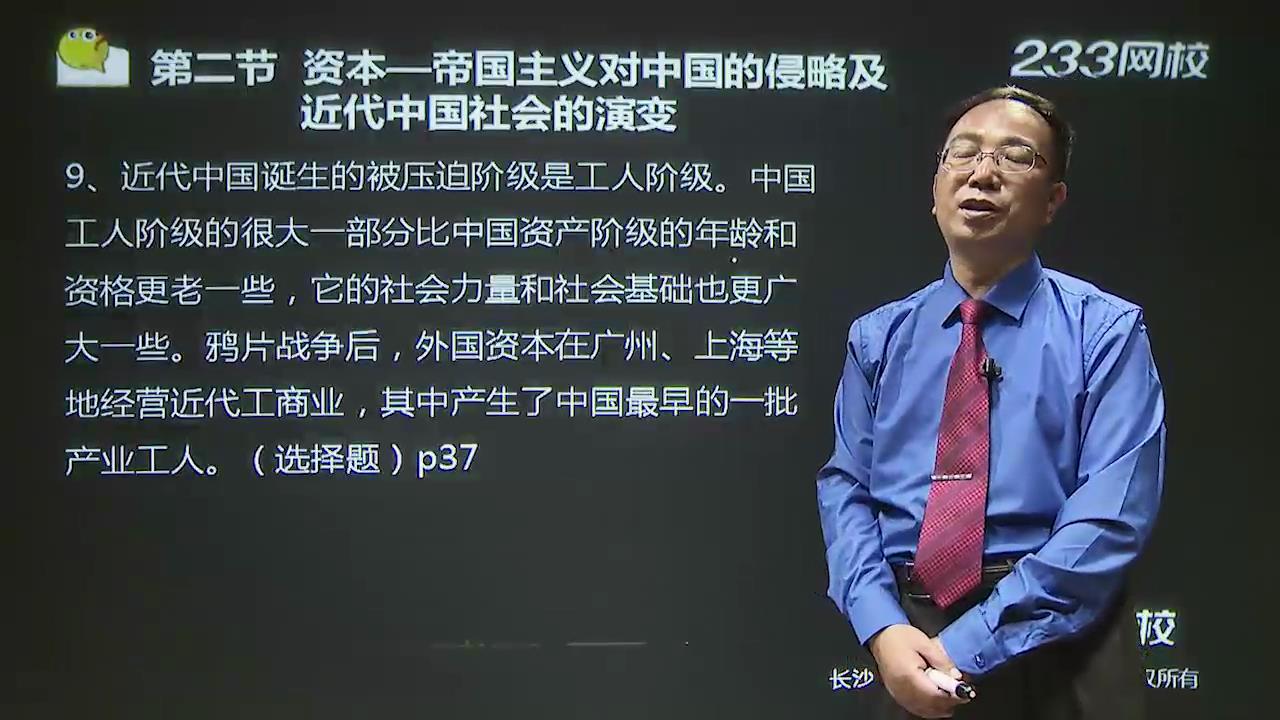 第二节 资本—帝国主义对中国的侵略及
近代中国社会的演变
233网校
9、近代中国诞生的被压迫阶级是工人阶级。中国
工人阶级的很大一部分比中国资产阶级的年龄和
资格更老一些，它的社会力量和社会基础也更广
大一些。鸦片战争后，外国资本在广州、上海等
地经营近代工商业，其中产生了中国最早的一批
产业工人。（选择题）p37
校
长沙
所有